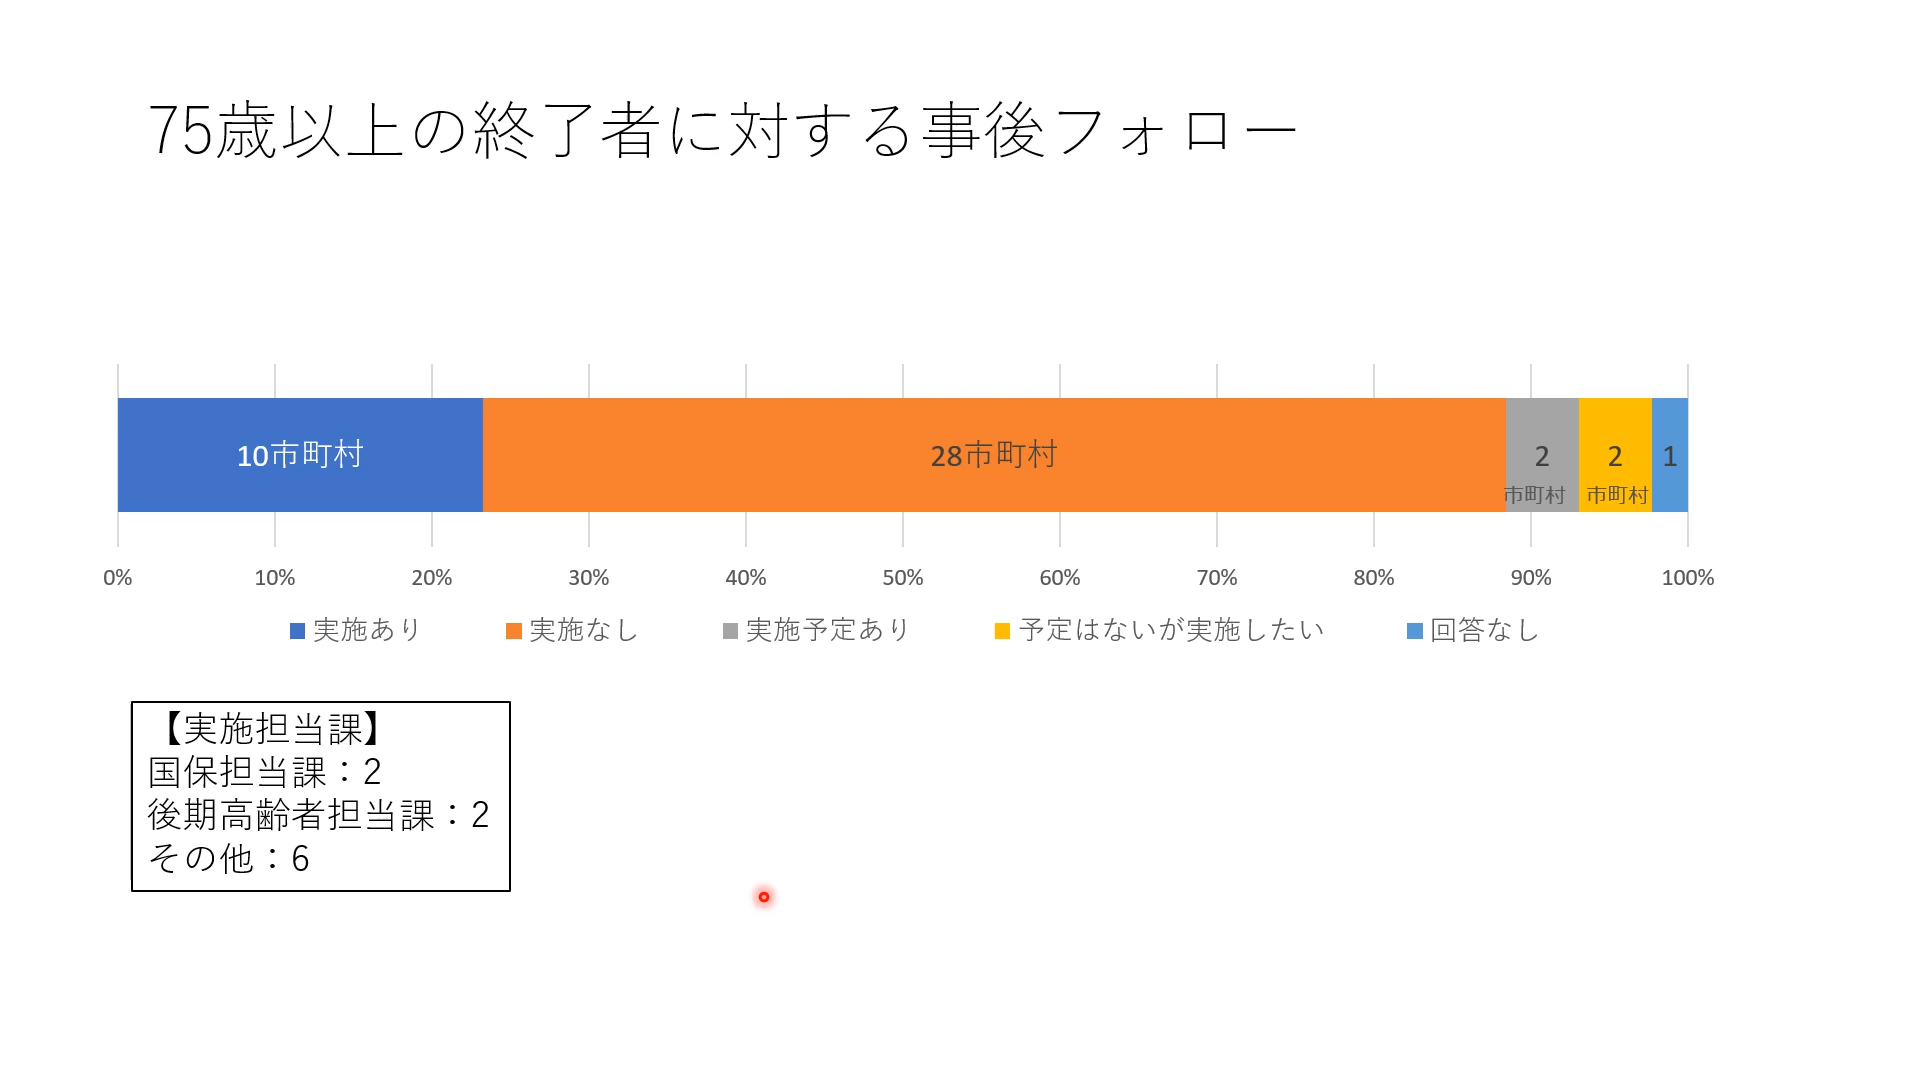 75歳以上の終了者に対する事後フォロー
10市町村
28市町村
2
市町村
2
市町村
1
0%
10%
20%
30%
40%
50%
60%
70%
80%
90%
100%
実施あり
実施なし
実施予定あり
予定はないが実施したい
回答なし
【実施担当課】
国保担当課：2
後期高齢者担当課：2
その他：6